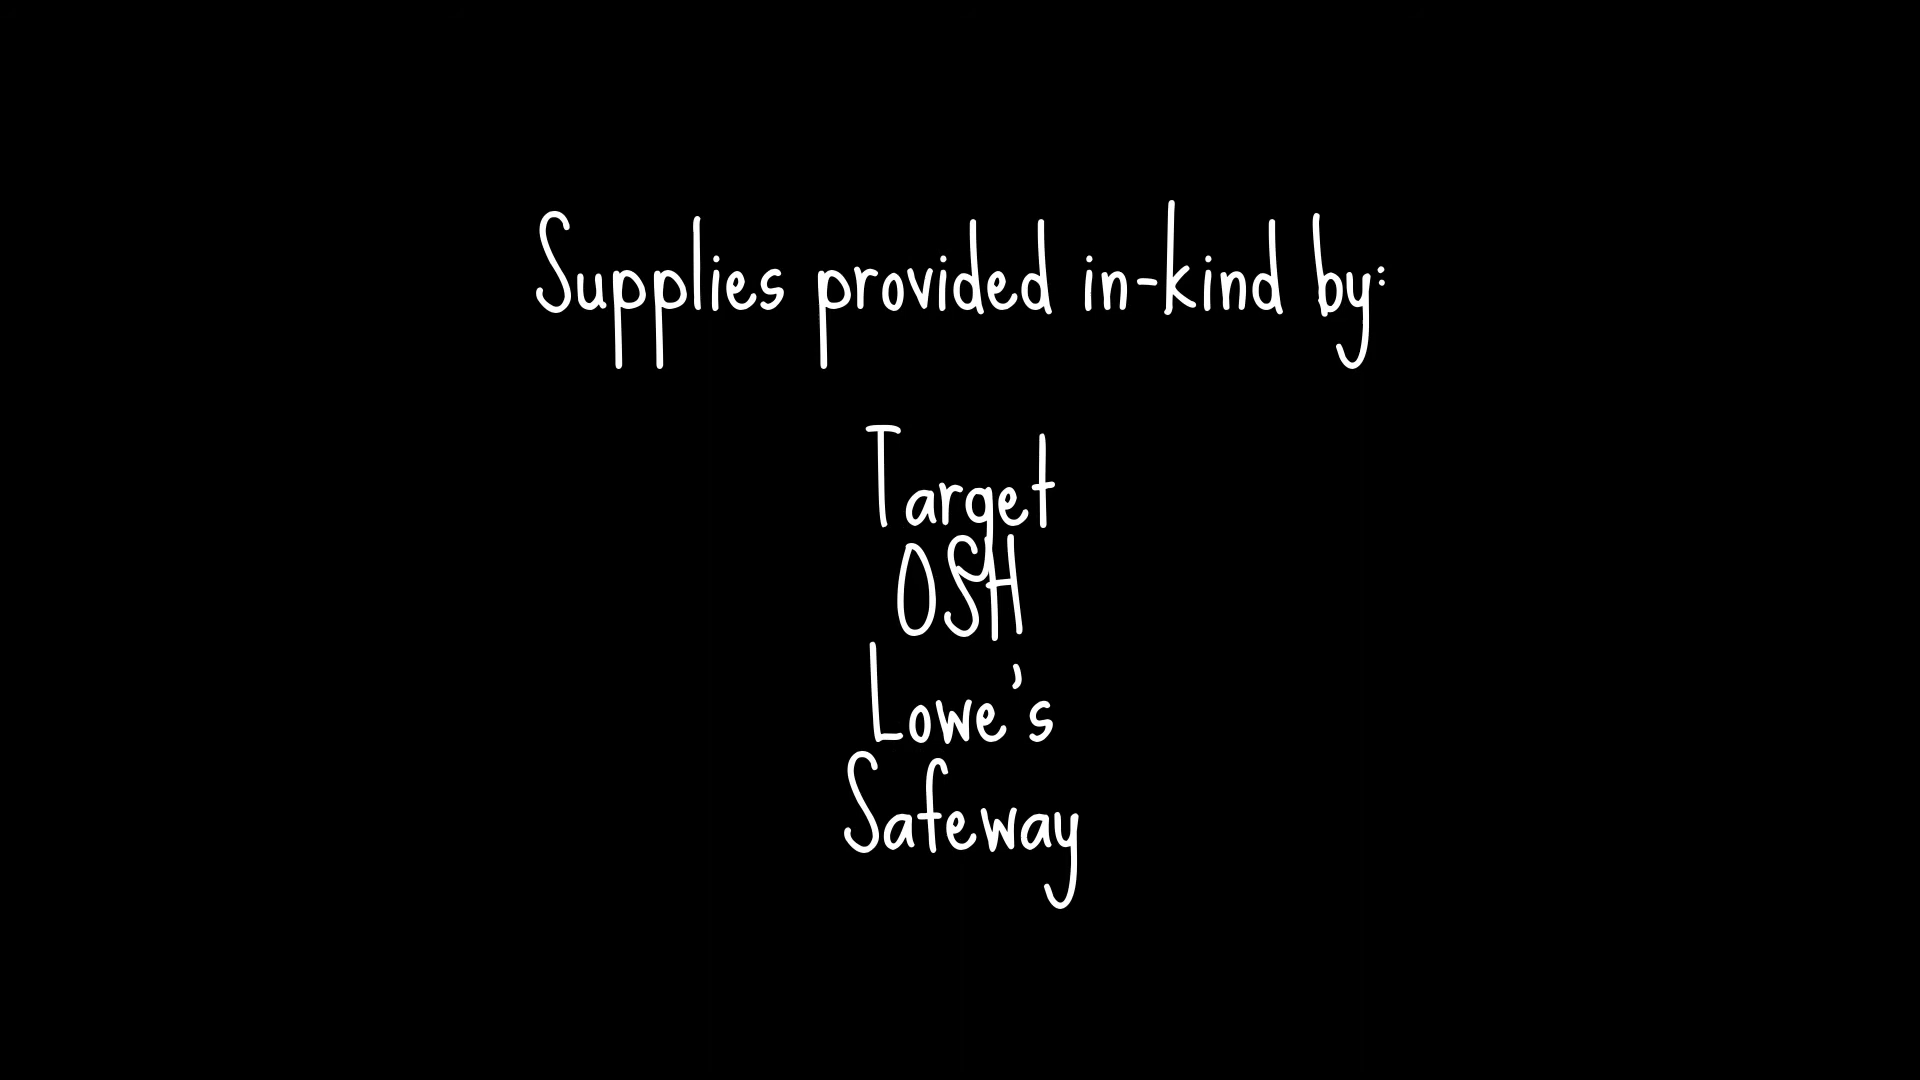 Supplies provided in-kind by:
Target
OSH
Lowe's
Safeway